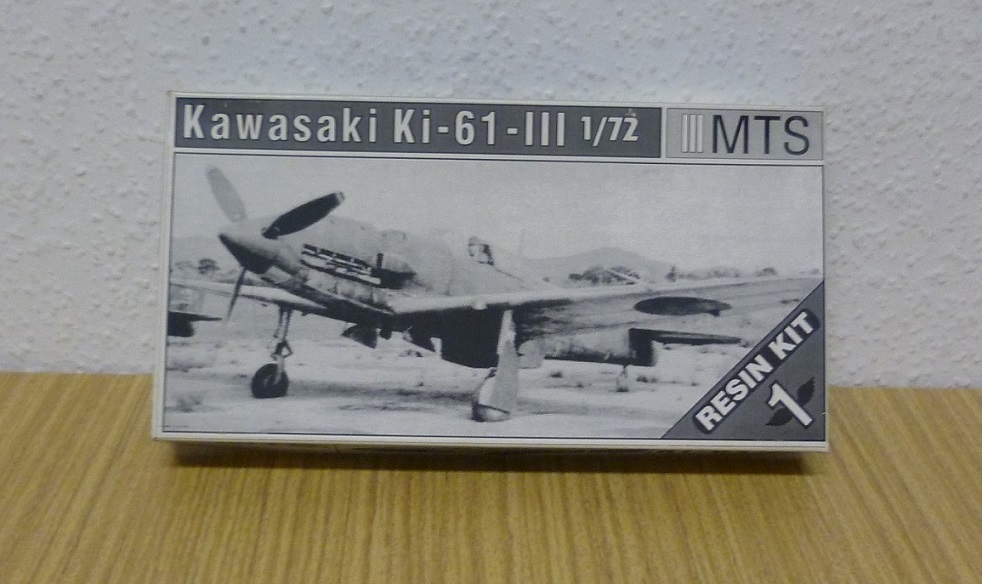 Kawasaki Ki-61-III 1/72
MTS
RESIN KIT
1